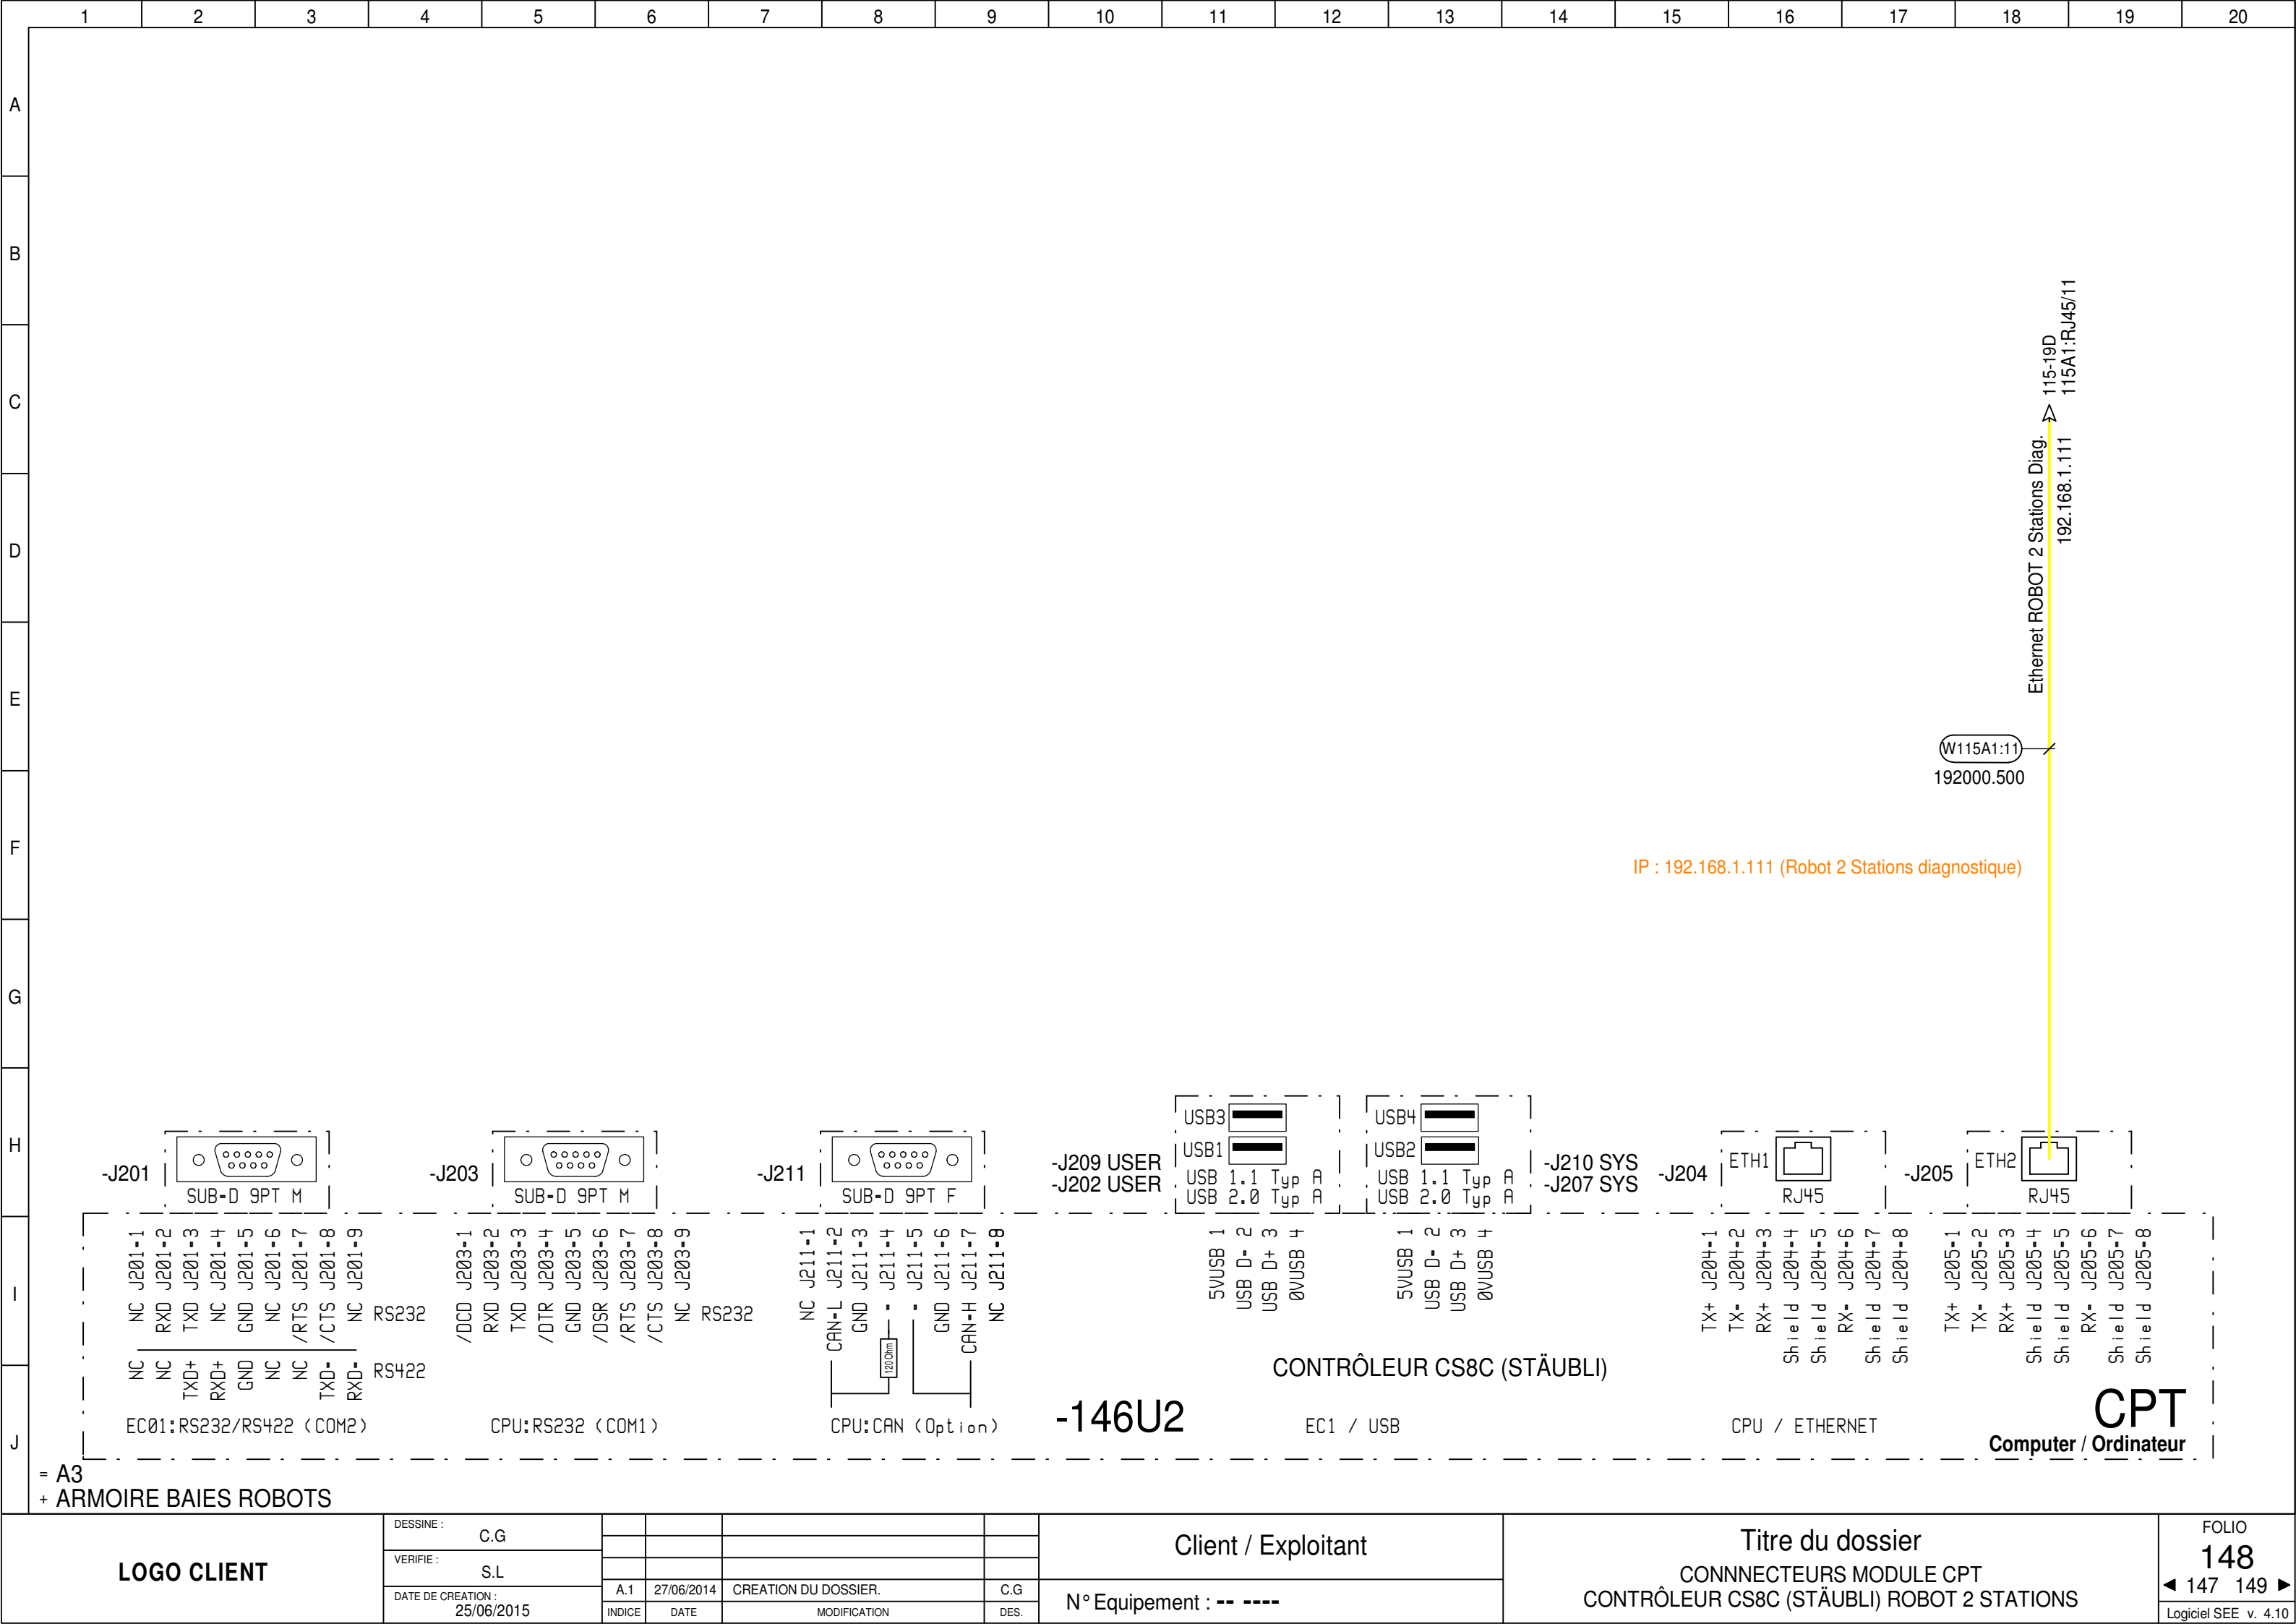 1 2 3 4 5 6 7 8 9 10 11 12 13 14 15 16 17 18 19 20
A
B
C
D
E
F
G
H
I
J
115-19D
115A1:RJ45/11
Ethernet ROBOT 2 Stations Diag.
192.168.1.111
W115A1:11
192000.500
IP : 192.168.1.111 (Robot 2 Stations diagnostique)
-J201
SUB-D 9PT M
-J203
SUB-D 9PT M
-J211
SUB-D 9PT F
-J209 USER
-J202 USER
USB3
USB1
USB 1.1 Typ A
USB 2.0 Typ A
USB4
USB2
USB 1.1 Typ A
USB 2.0 Typ A
-J210 SYS
-J207 SYS
-J204
ETH1
RJ45
-J205
ETH2
RJ45
NC J201-1
RXD J201-2
TXD J201-3
NC J201-4
GND J201-5
NC J201-6
/RTS J201-7
/CTS J201-8
NC J201-9
RS232
NC
NC
TXD+
RXD+
GND
NC
NC
TXD-
RXD-
RS422
EC01:RS232/RS422 (COM2)
/DCD J203-1
RXD J203-2
TXD J203-3
/DTR J203-4
GND J203-5
/DSR J203-6
/RTS J203-7
/CTS J203-8
NC J203-9
RS232
CPU:RS232 (COM1)
NC J211-1
CAN-L J211-2
GND J211-3
- J211-4
- J211-5
GND J211-6
CAN-H J211-7
NC J211-8
120 Ohm
CPU:CAN (Option)
-146U2
5VUSB 1
USB D- 2
USB D+ 3
0VUSB 4
5VUSB 1
USB D- 2
USB D+ 3
0VUSB 4
CONTRÔLEUR CS8C (STÄUBLI)
EC1 / USB
TX+ J204-1
TX- J204-2
RX+ J204-3
Shield J204-4
Shield J204-5
RX- J204-6
Shield J204-7
Shield J204-8
TX+ J205-1
TX- J205-2
RX+ J205-3
Shield J205-4
Shield J205-5
RX- J205-6
Shield J205-7
Shield J205-8
CPU / ETHERNET
CPT
Computer / Ordinateur
= A3
+ ARMOIRE BAIES ROBOTS
LOGO CLIENT
DESSINE :
C.G
VERIFIE :
S.L
DATE DE CREATION :
25/06/2015
A.1 27/06/2014 CREATION DU DOSSIER. C.G
INDICE DATE MODIFICATION DES.
Client / Exploitant
N° Equipement : -- ----
Titre du dossier
CONNNECTEURS MODULE CPT
CONTRÔLEUR CS8C (STÄUBLI) ROBOT 2 STATIONS
FOLIO
148
◄ 147 149 ►
Logiciel SEE v. 4.10